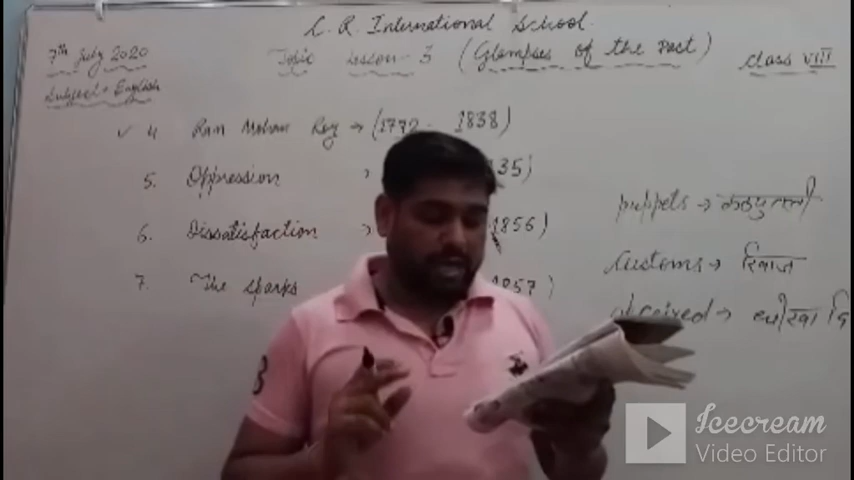 C. R. International School
7th July 2020
Topic Lesson - 3 (Glampses of the Past)
Class VIII
Subject → English
✓ 4. Ram Mohan Roy → (1772 - 1838)
5. Oppression 35)
6. Dissatisfaction 1856)
7. The Sparks 1857)
puppets → कठपुतली
Customs → रिवाज
→ धोखा
3
Icecream
Video Editor